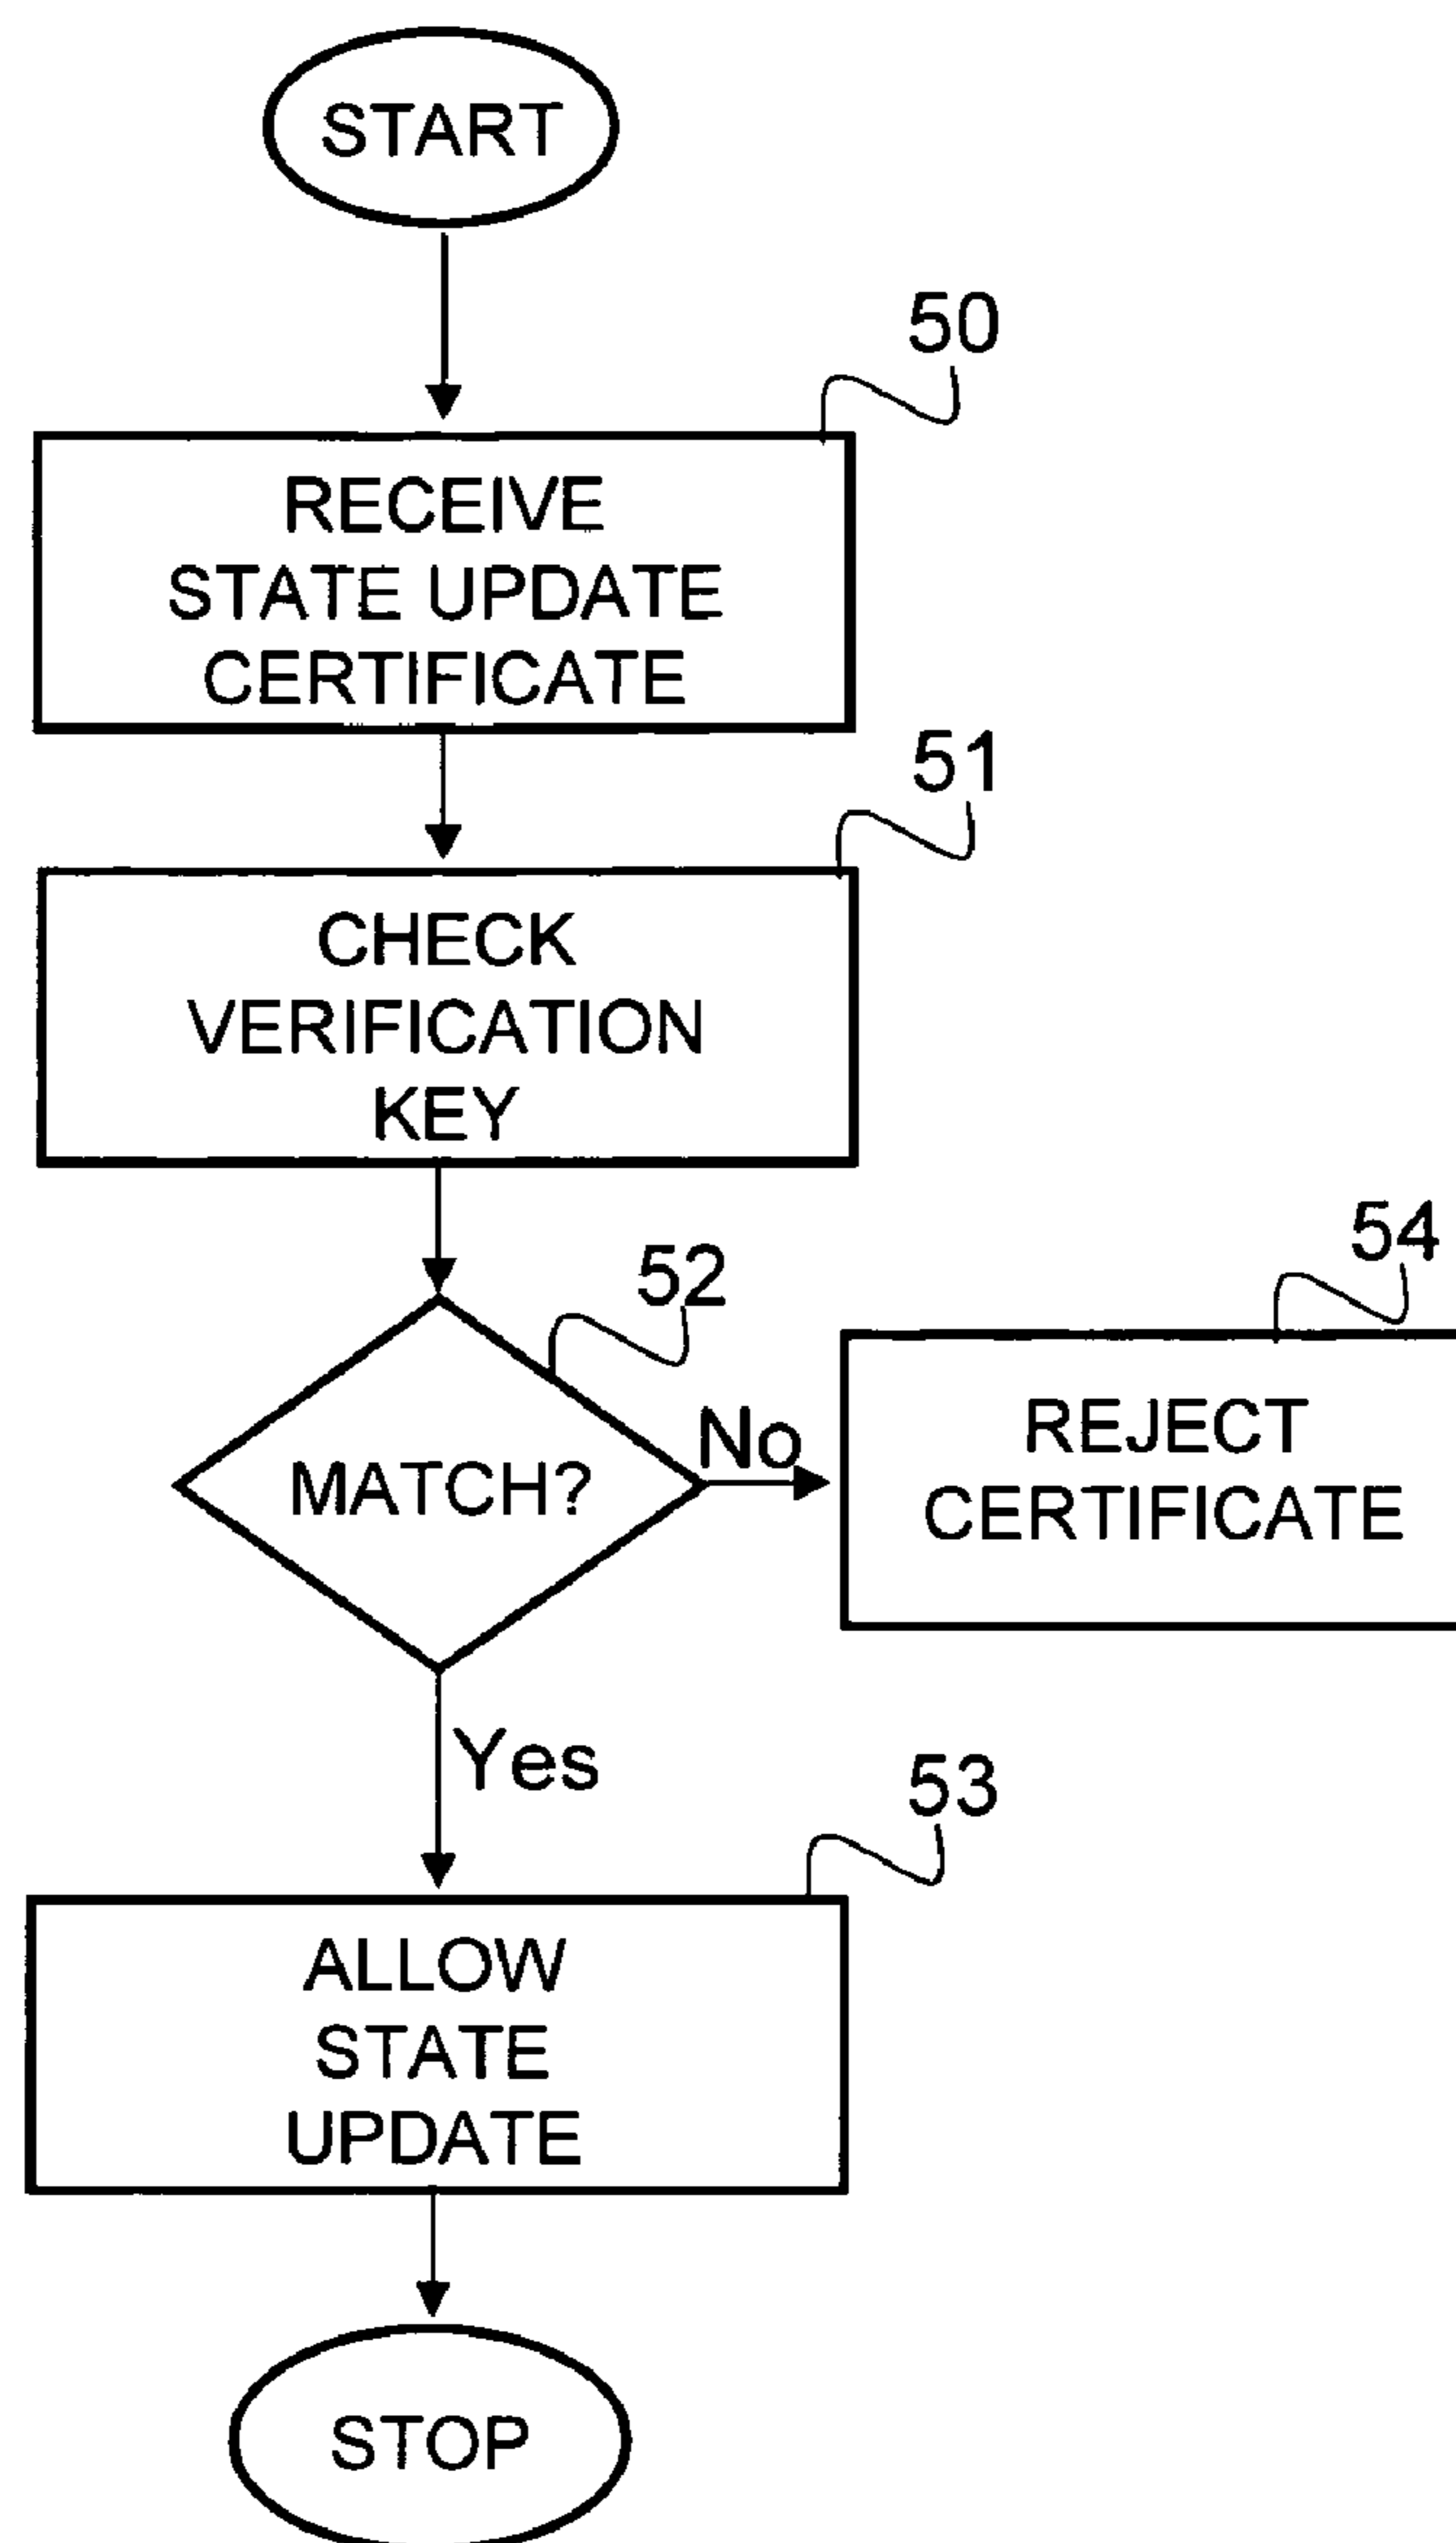 START
50
RECEIVE
STATE UPDATE
CERTIFICATE
51
CHECK
VERIFICATION
KEY
52
54
MATCH?
No
REJECT
CERTIFICATE
Yes
53
ALLOW
STATE
UPDATE
STOP